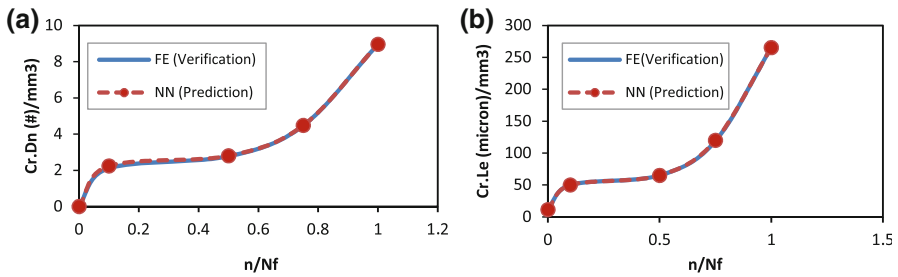 (a)
10
8
6
4
2
0
Cr.Dn (#)/mm3
FE (Verification)
NN (Prediction)
0 0.2 0.4 0.6 0.8 1 1.2
n/Nf
(b)
300
250
200
150
100
50
0
Cr.Le (micron)/mm3
FE(Verification)
NN (Prediction)
0 0.5 1 1.5
n/Nf